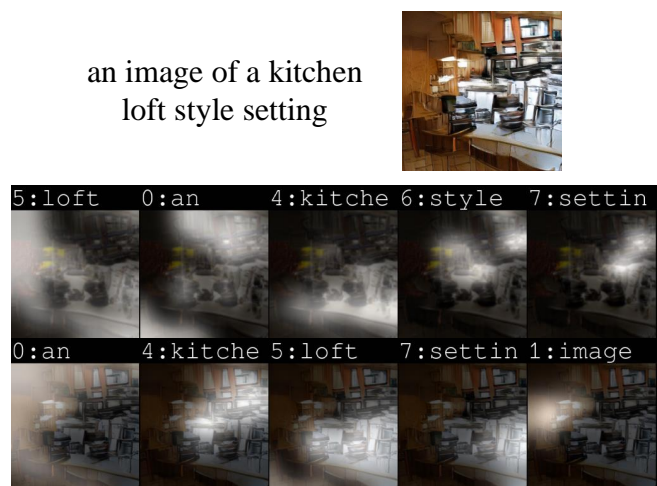 an image of a kitchen
loft style setting
5:loft 0:an 4:kitche 6:style 7:settin
0:an 4:kitche 5:loft 7:settin 1:image